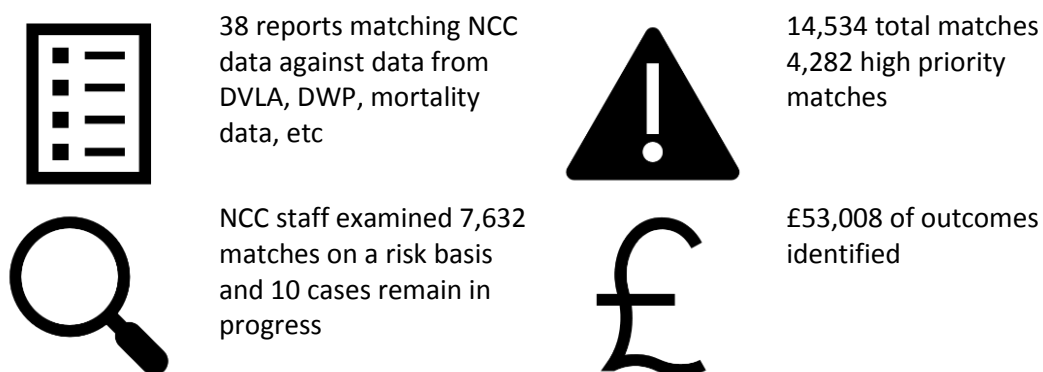 38 reports matching NCC
data against data from
DVLA, DWP, mortality
data, etc
14,534 total matches
4,282 high priority
matches
NCC staff examined 7,632
matches on a risk basis
and 10 cases remain in
progress
£53,008 of outcomes
identified